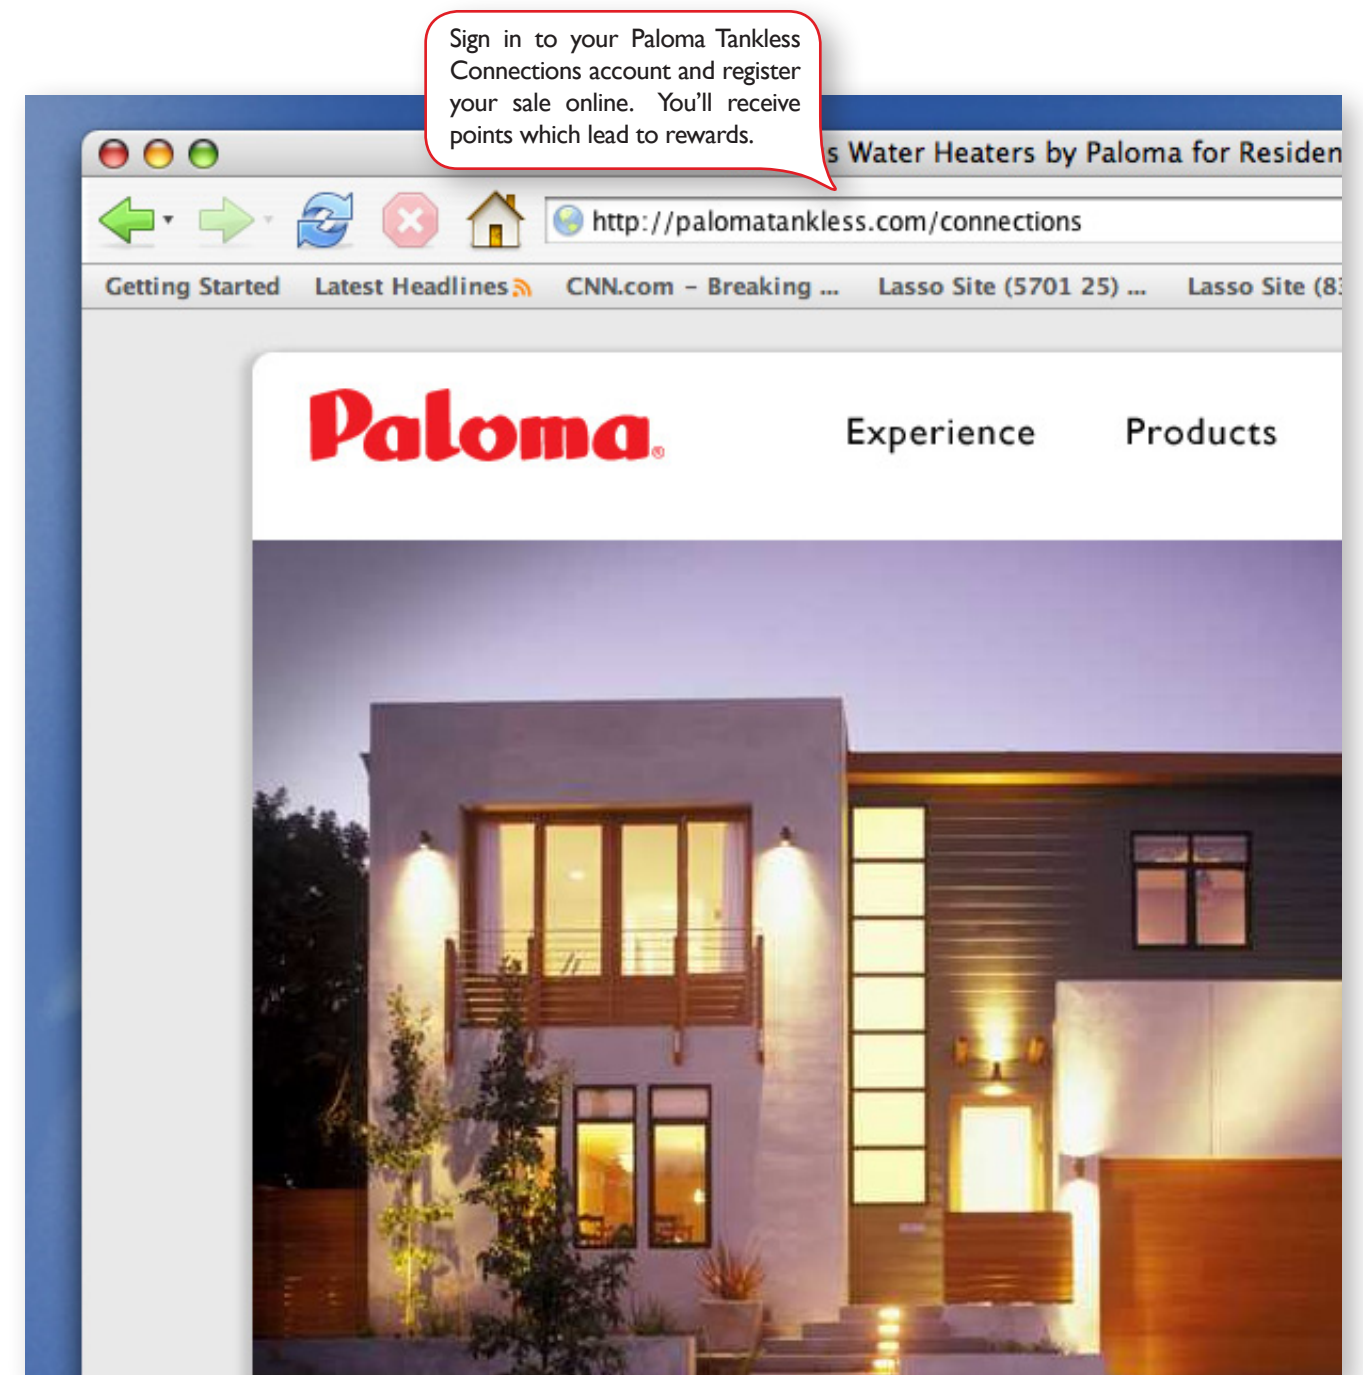 Sign in to your Paloma Tankless
Connections account and register
your sale online. You'll receive
points which lead to rewards.
Water Heaters by Paloma for
http://palomatankless.com/connections
Getting Started Latest Headlines CNN.com – Breaking ... Lasso Site (5701 25) ... Lasso Site
Paloma®
Experience Products